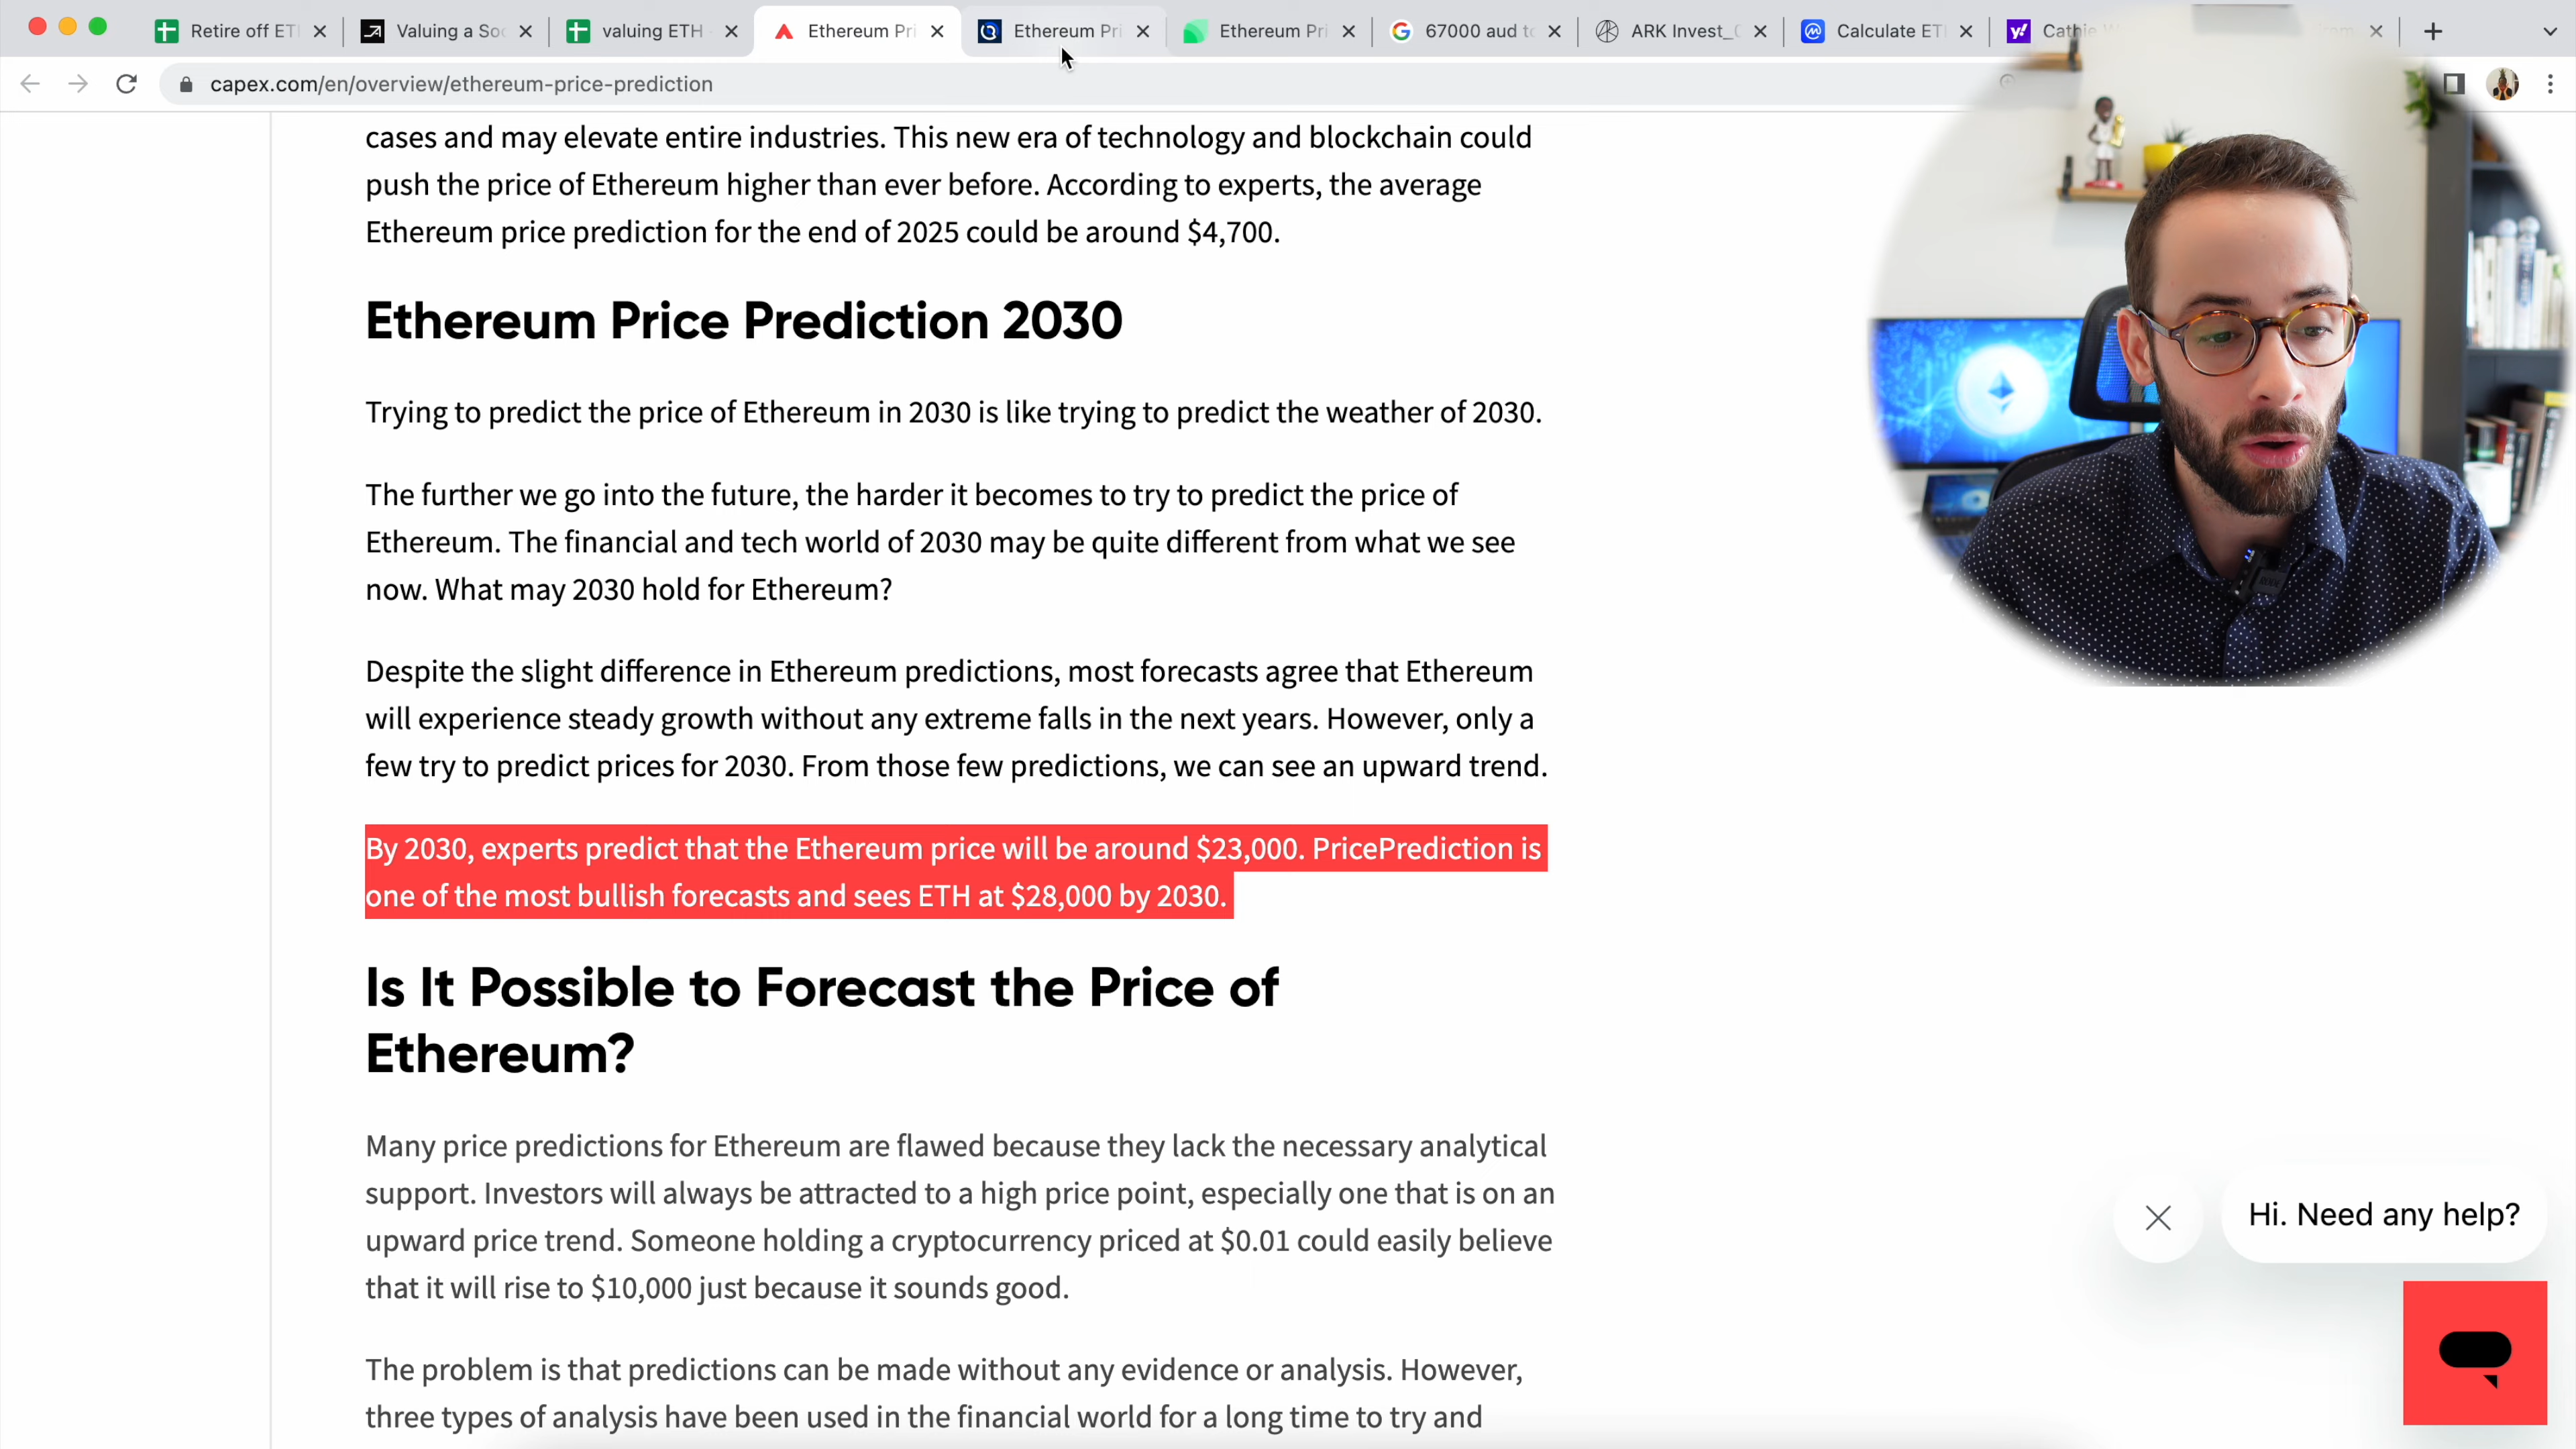 Retire off ET
Valuing a Soc
valuing ETH
Ethereum Pri
Ethereum Pri
Ethereum Pri
67000 aud to
ARK Invest_
Calculate ET
Cathie W
capex.com/en/overview/ethereum-price-prediction
cases and may elevate entire industries. This new era of technology and blockchain could
push the price of Ethereum higher than ever before. According to experts, the average
Ethereum price prediction for the end of 2025 could be around $4,700.
Ethereum Price Prediction 2030
Trying to predict the price of Ethereum in 2030 is like trying to predict the weather of 2030.
The further we go into the future, the harder it becomes to try to predict the price of
Ethereum. The financial and tech world of 2030 may be quite different from what we see
now. What may 2030 hold for Ethereum?
Despite the slight difference in Ethereum predictions, most forecasts agree that Ethereum
will experience steady growth without any extreme falls in the next years. However, only a
few try to predict prices for 2030. From those few predictions, we can see an upward trend.
By 2030, experts predict that the Ethereum price will be around $23,000. PricePrediction is
one of the most bullish forecasts and sees ETH at $28,000 by 2030.
Is It Possible to Forecast the Price of
Ethereum?
Many price predictions for Ethereum are flawed because they lack the necessary analytical
support. Investors will always be attracted to a high price point, especially one that is on an
upward price trend. Someone holding a cryptocurrency priced at $0.01 could easily believe
that it will rise to $10,000 just because it sounds good.
The problem is that predictions can be made without any evidence or analysis. However,
three types of analysis have been used in the financial world for a long time to try and
Hi. Need any help?